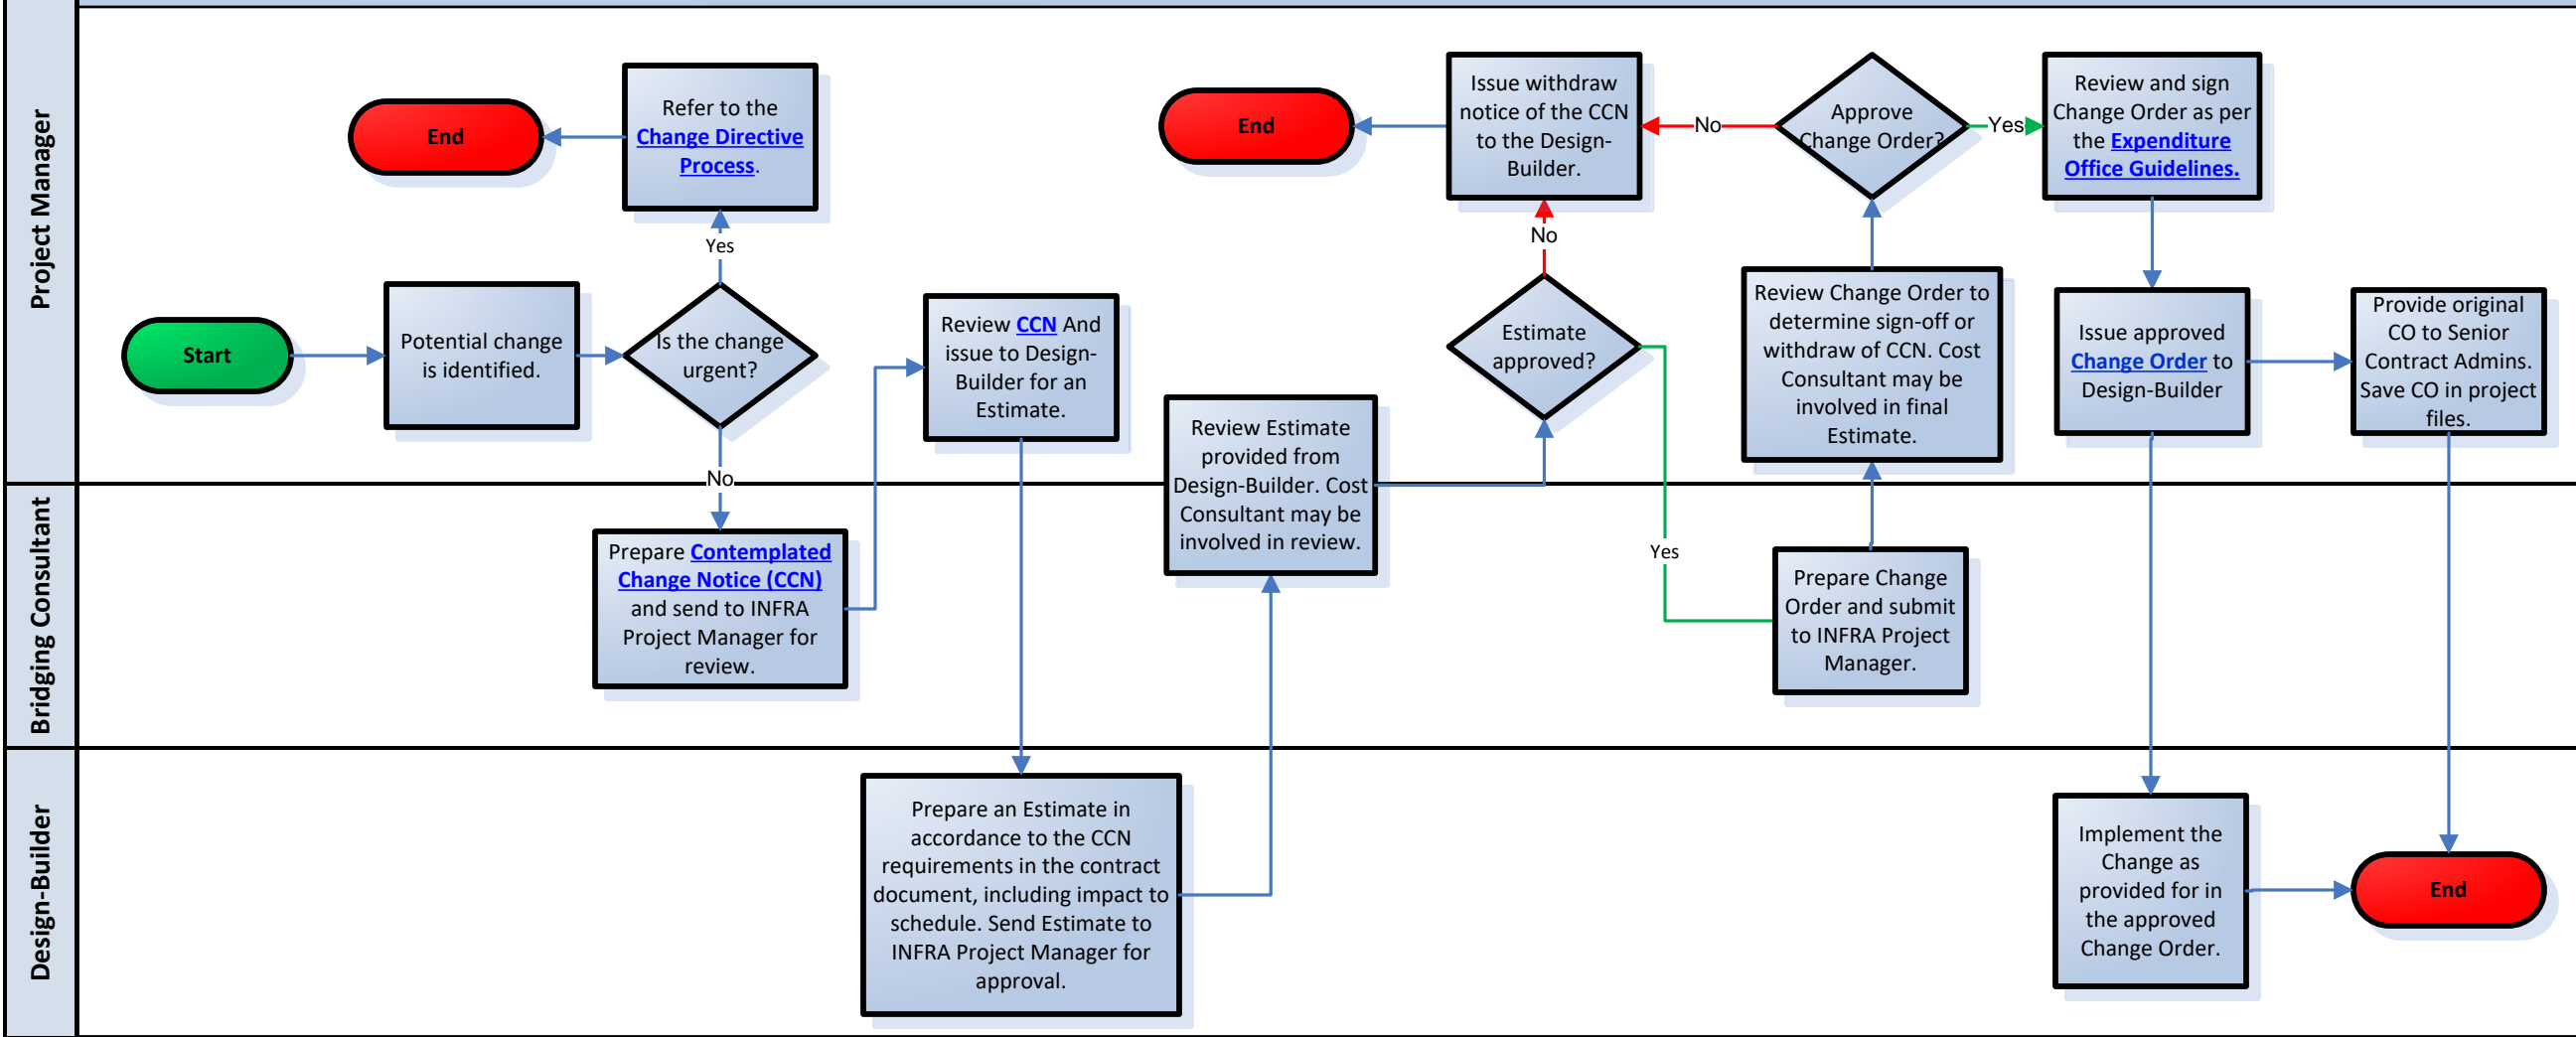 Project Manager
Start
Potential change
is identified.
Is the change
urgent?
Yes
Refer to the
Change Directive
Process.
End
No
Prepare Contemplated
Change Notice (CCN)
and send to INFRA
Project Manager for
review.
Review CCN And
issue to Design-
Builder for an
Estimate.
Review Estimate
provided from
Design-Builder. Cost
Consultant may be
involved in review.
Estimate
approved?
No
Issue withdraw
notice of the CCN
to the Design-
Builder.
End
Yes
Approve
Change Order?
No
Yes
Review Change Order to
determine sign-off or
withdraw of CCN. Cost
Consultant may be
involved in final
Estimate.
Review and sign
Change Order as per
the Expenditure
Office Guidelines.
Issue approved
Change Order to
Design-Builder
Provide original
CO to Senior
Contract Admins.
Save CO in project
files.
Bridging Consultant
Prepare Change
Order and submit
to INFRA Project
Manager.
Design-Builder
Prepare an Estimate in
accordance to the CCN
requirements in the contract
document, including impact to
schedule. Send Estimate to
INFRA Project Manager for
approval.
Implement the
Change as
provided for in
the approved
Change Order.
End